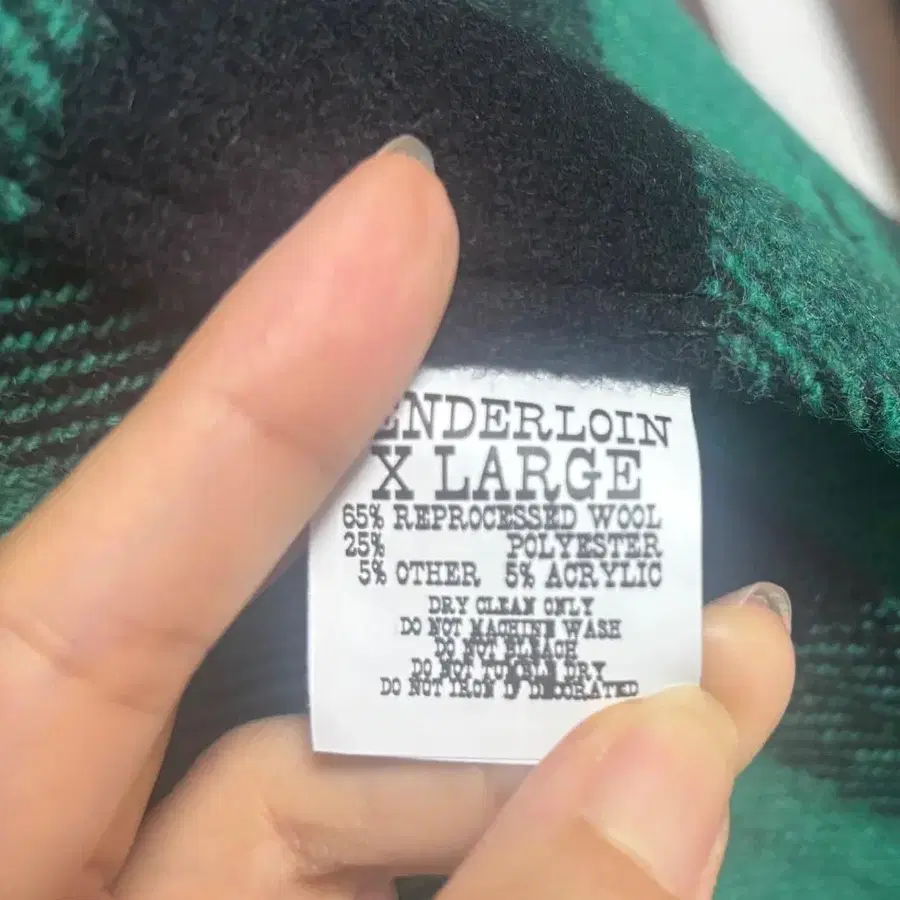 ENDERLOIN
X LARGE
65% REPROCESSED WOOL
25% POLYESTER
5% OTHER 5% ACRYLIC
DRY CLEAN ONLY
DO NOT MACHINE WASH
DO NOT BLEACH
DO NOT TUMBLE DRY
DO NOT IRON IF DECORATED